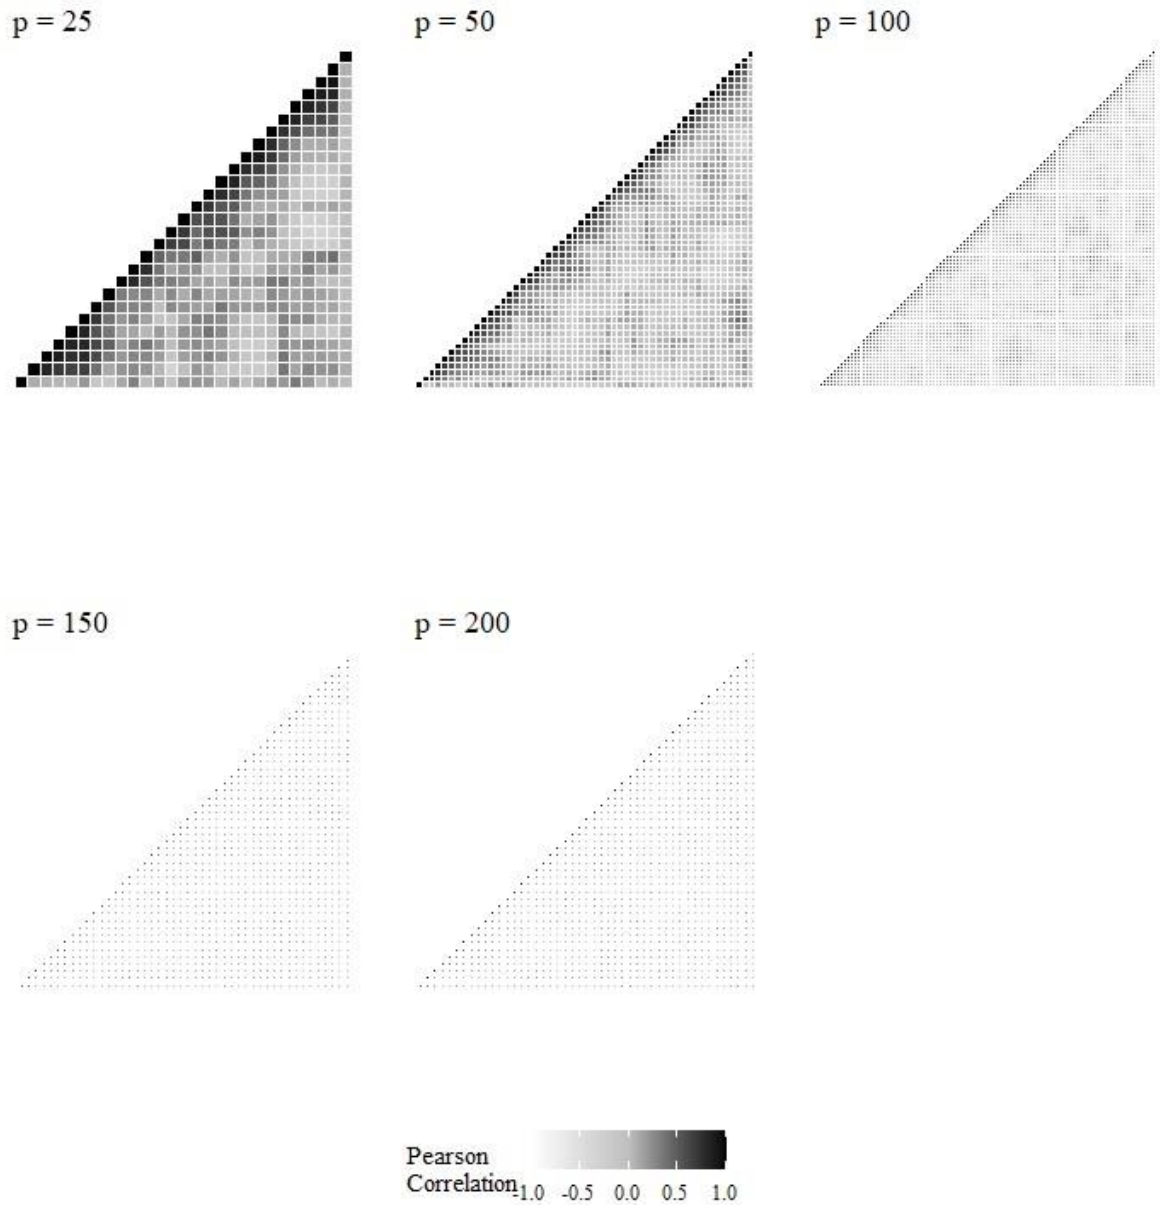 p = 25
p = 50
p = 100
p = 150
p = 200
Pearson
Correlation
-1.0 -0.5 0.0 0.5 1.0